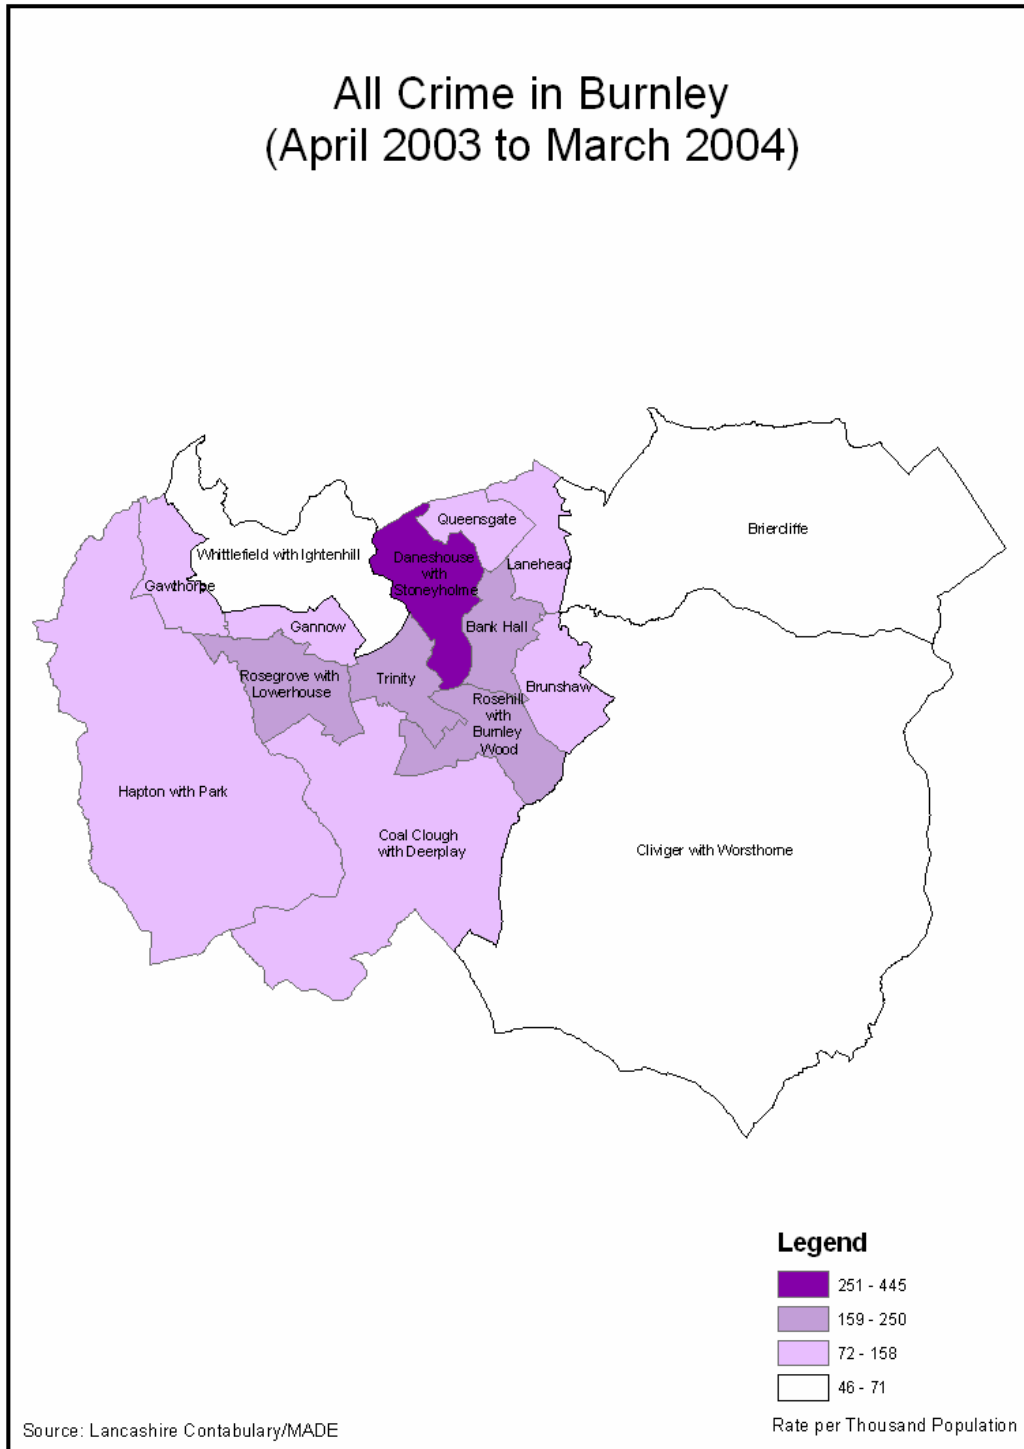 All Crime in Burnley
(April 2003 to March 2004)
Briercliffe
Queensgate
Whittlefield with Ightenhill
Daneshouse
with
Stoneyholme
Lanehead
Gawthorpe
Gannow
Bank Hall
Rosegrove with
Lowerhouse
Trinity
Brunshaw
Rosehill
with
Burnley
Wood
Hapton with Park
Coal Clough
with Deerplay
Cliviger with Worsthorne
Legend
251 - 445
159 - 250
72 - 158
46 - 71
Rate per Thousand Population
Source: Lancashire Contabulary/MADE